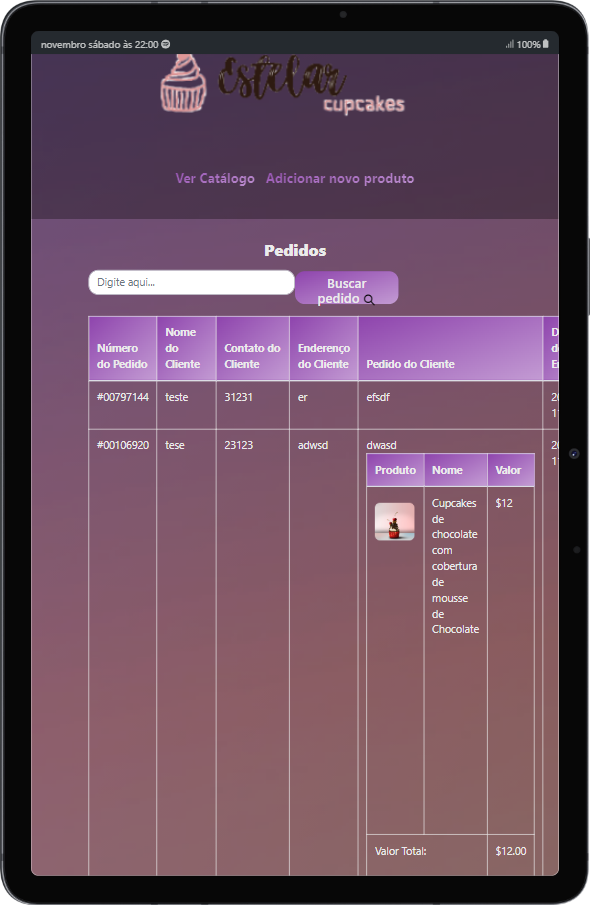 novembro sábado às 22:00
100%
Estelar
cupcakes
Ver Catálogo Adicionar novo produto
Pedidos
Digite aqui...
Buscar
pedido
Número
do Pedido
Nome
do
Cliente
Contato do
Cliente
Enderenço
do Cliente
Pedido do Cliente
#00797144 teste 31231 er efsdf
#00106920 tese 23123 adwsd dwasd
Produto Nome Valor
Cupcakes
de
chocolate
com
cobertura
de
mousse
de
Chocolate
$12
Valor Total: $12.00